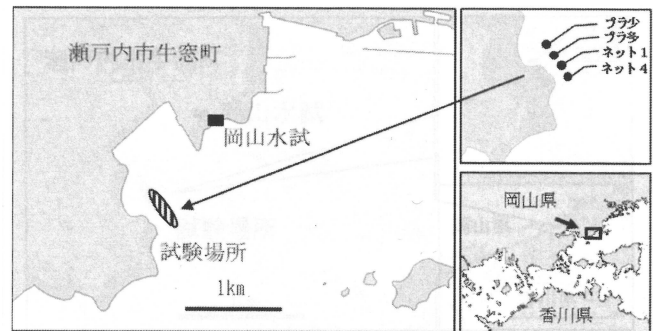 瀬戸内市牛窓町
岡山水試
試験場所
1km
プラ少
プラ多
ネット1
ネット4
岡山県
香川県